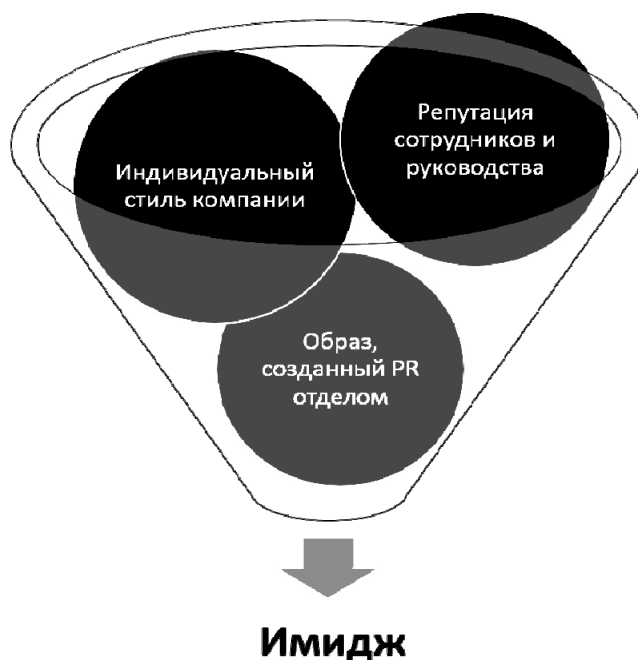 Репутация
сотрудников и
руководства
Индивидуальный
стиль компании
Образ,
созданный PR
отделом
Имидж